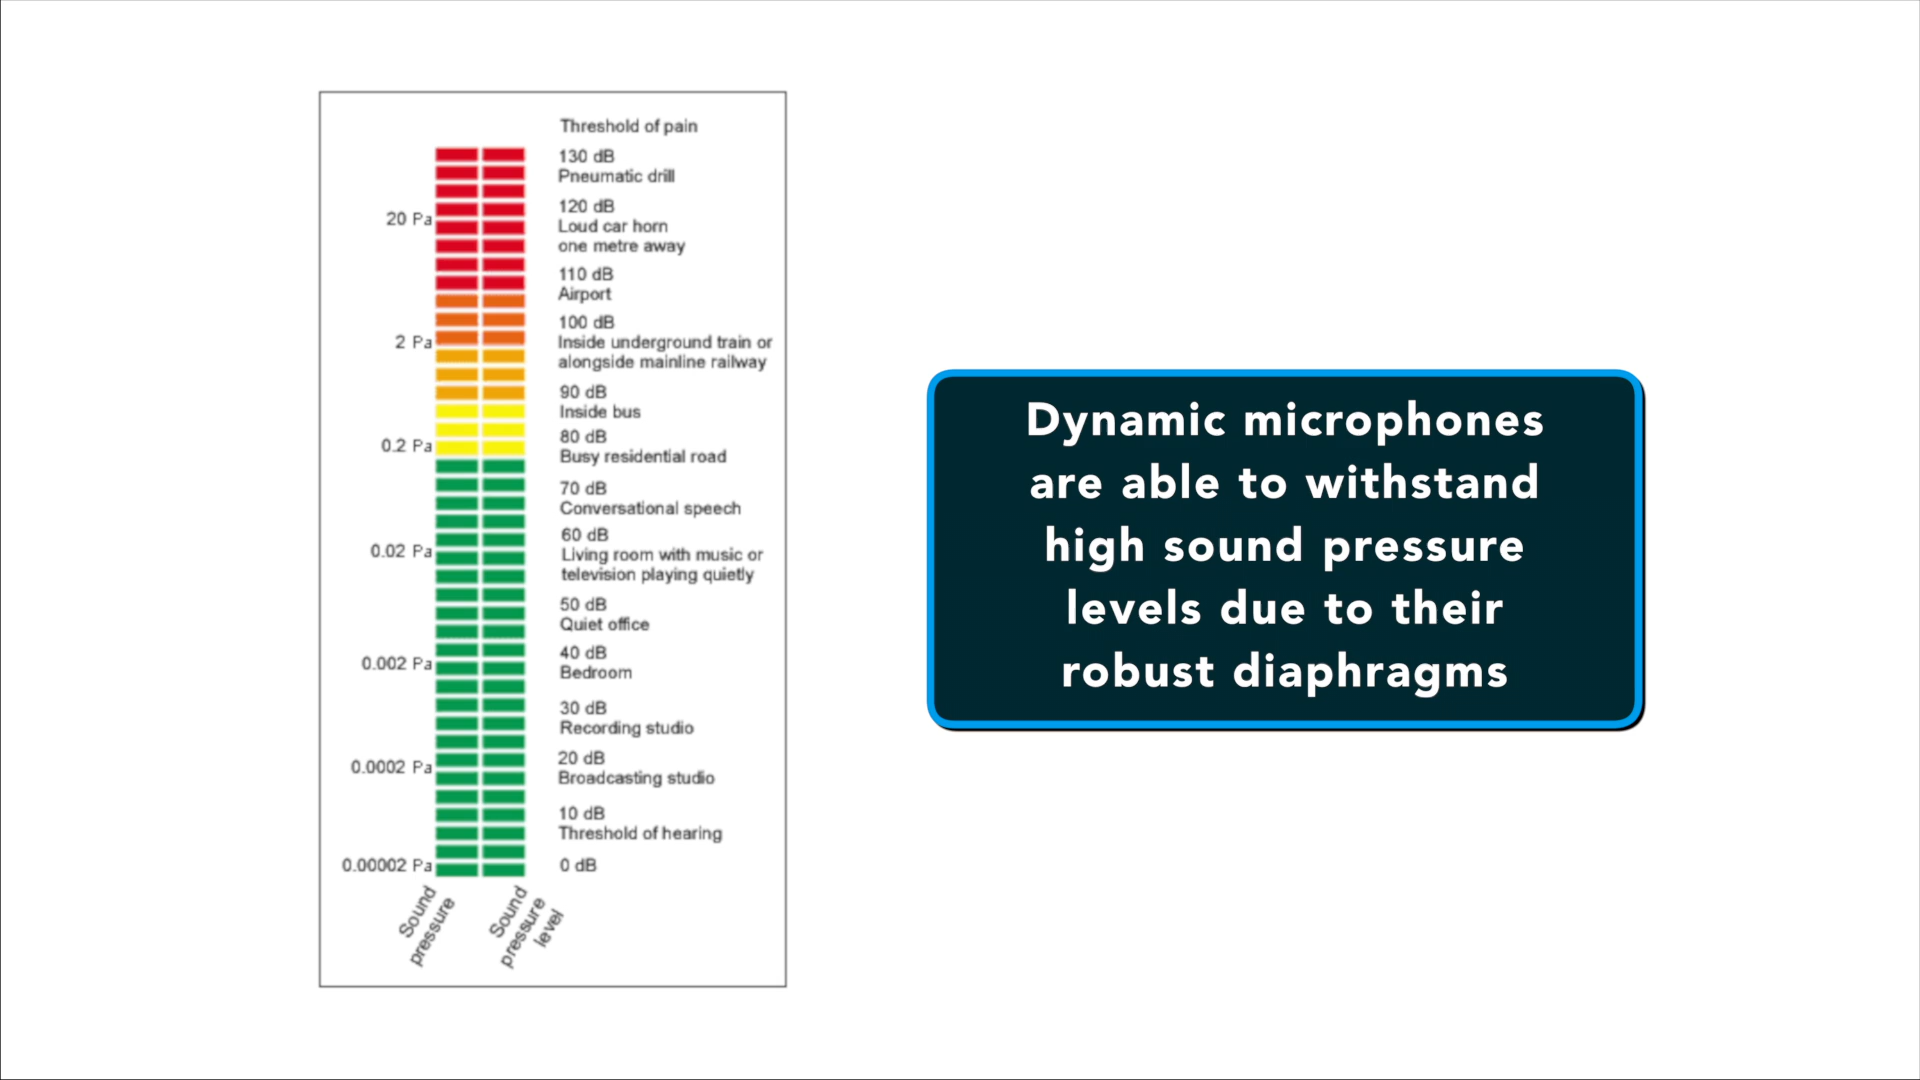 Threshold of pain
130 dB
Pneumatic drill
20 Pa
120 dB
Loud car horn
one metre away
110 dB
Airport
2 Pa
100 dB
Inside underground train or
alongside mainline railway
90 dB
Inside bus
0.2 Pa
80 dB
Busy residential road
70 dB
Conversational speech
0.02 Pa
60 dB
Living room with music or
television playing quietly
50 dB
Quiet office
0.002 Pa
40 dB
Bedroom
30 dB
Recording studio
0.0002 Pa
20 dB
Broadcasting studio
10 dB
Threshold of hearing
0.00002 Pa
0 dB
Sound
pressure
Sound
pressure
level
Dynamic microphones
are able to withstand
high sound pressure
levels due to their
robust diaphragms